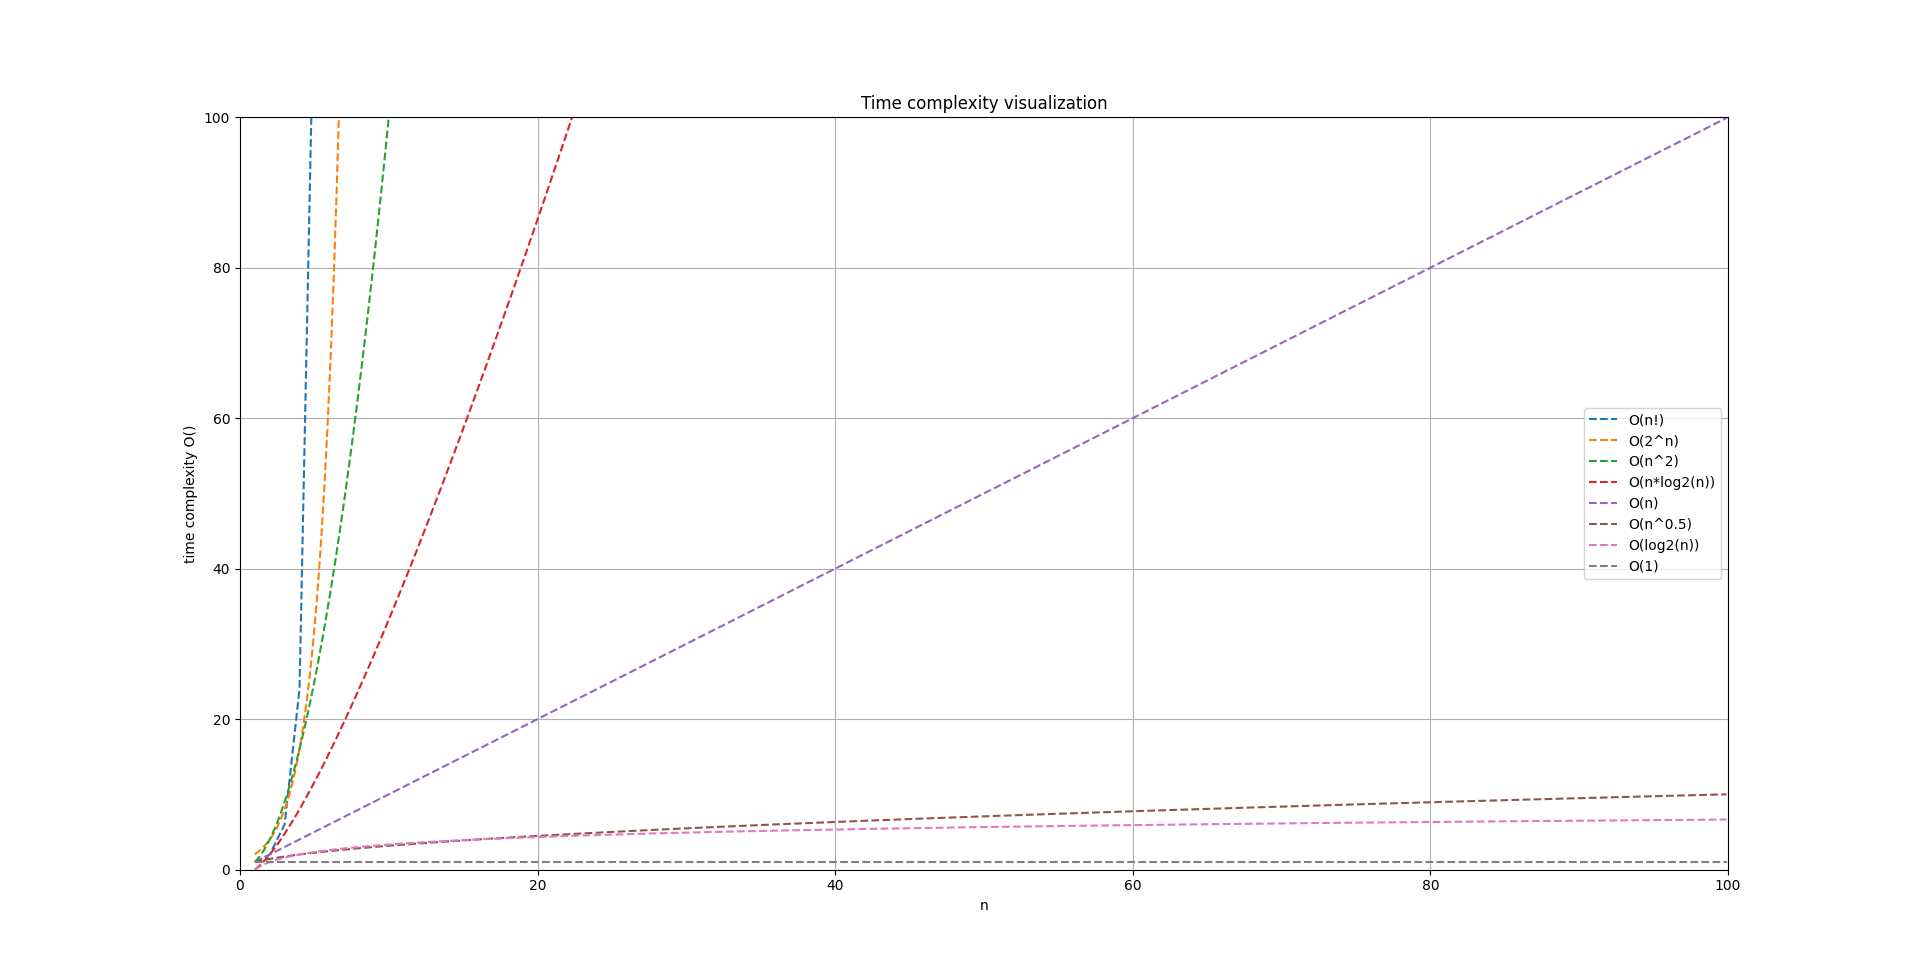 Time complexity visualization
100
80
60
40
20
0
time complexity O()
O(n!)
O(2^n)
O(n^2)
O(n*log2(n))
O(n)
O(n^0.5)
O(log2(n))
O(1)
0 20 40 60 80 100
n